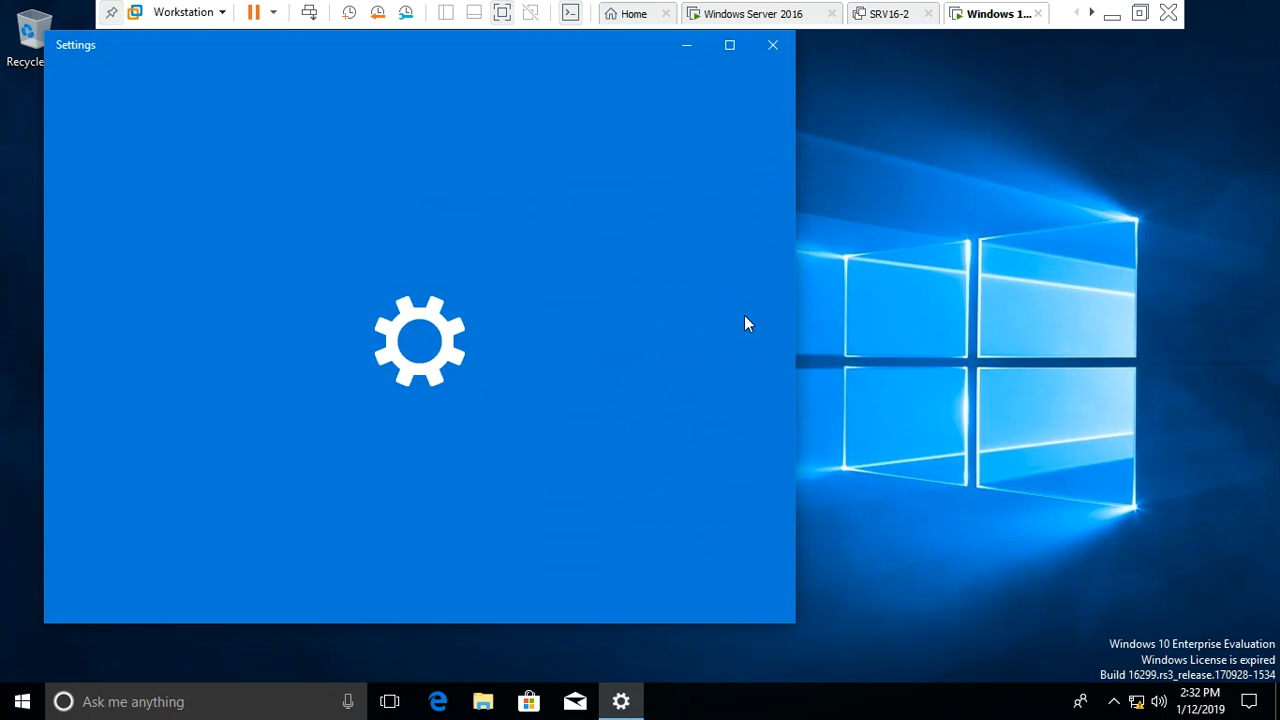 Workstation
Home
Windows Server 2016
SRV16-2
Windows 1...
Recycle
Settings
Windows 10 Enterprise Evaluation
Windows License is expired
Build 16299.rs3_release.170928-1534
Ask me anything
2:32 PM
1/12/2019